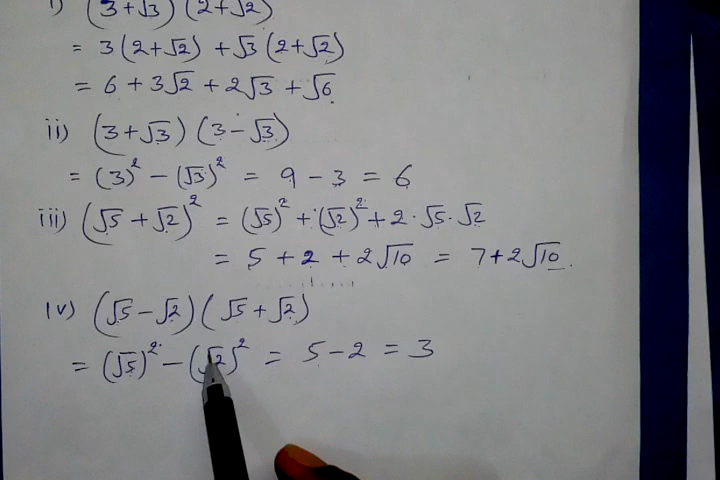 i) (3+√3) (2+√2)
= 3(2+√2) + √3(2+√2)
= 6 + 3√2 + 2√3 + √6
ii) (3+√3) (3-√3)
= (3)² - (√3)² = 9 - 3 = 6
iii) (√5 + √2)² = (√5)² + (√2)² + 2·√5·√2
= 5 + 2 + 2√10 = 7+2√10.
iv) (√5 - √2) (√5 + √2)
= (√5)² - (√2)² = 5 - 2 = 3